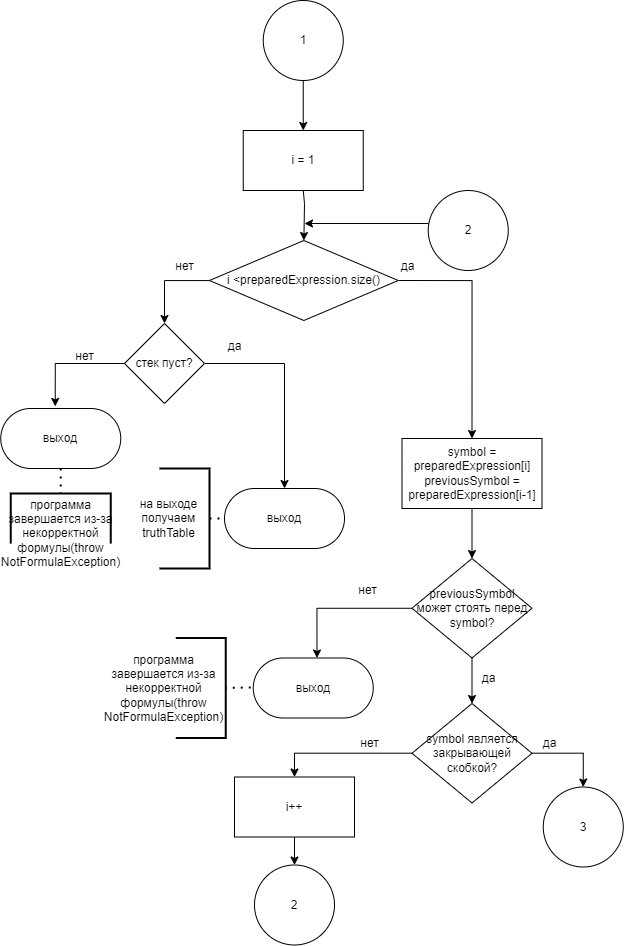 1
i = 1
2
нет
i <preparedExpression.size()
да
нет
стек пуст?
да
выход
программа
завершается из-за
некорректной
формулы(throw
NotFormulaException)
на выходе
получаем
truthTable
выход
symbol =
preparedExpression[i]
previousSymbol =
preparedExpression[i-1]
нет
previousSymbol
может стоять перед
symbol?
программа
завершается из-за
некорректной
формулы(throw
NotFormulaException)
выход
да
нет
symbol является
закрывающей
скобкой?
да
i++
3
2